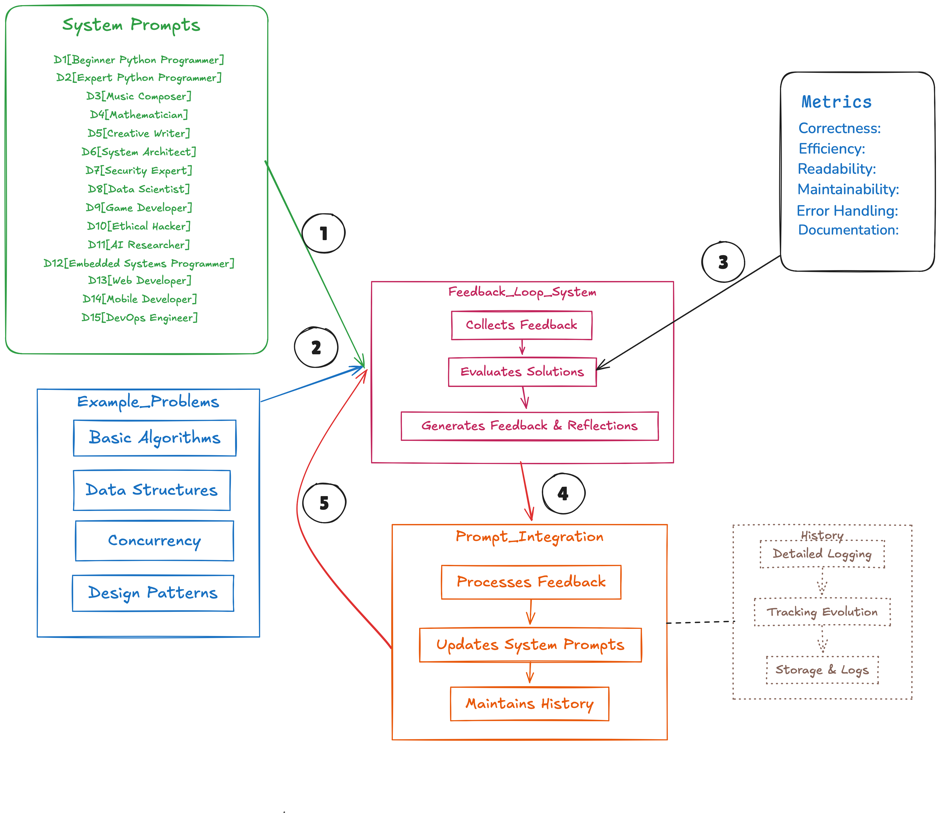 System Prompts
D1[Beginner Python Programmer]
D2[Expert Python Programmer]
D3[Music Composer]
D4[Mathematician]
D5[Creative Writer]
D6[System Architect]
D7[Security Expert]
D8[Data Scientist]
D9[Game Developer]
D10[Ethical Hacker]
D11[AI Researcher]
D12[Embedded Systems Programmer]
D13[Web Developer]
D14[Mobile Developer]
D15[DevOps Engineer]
1
2
Example_Problems
Basic Algorithms
Data Structures
Concurrency
Design Patterns
Metrics
Correctness:
Efficiency:
Readability:
Maintainability:
Error Handling:
Documentation:
3
Feedback_Loop_System
Collects Feedback
Evaluates Solutions
Generates Feedback & Reflections
4
5
Prompt_Integration
Processes Feedback
Updates System Prompts
Maintains History
History
Detailed Logging
Tracking Evolution
Storage & Logs